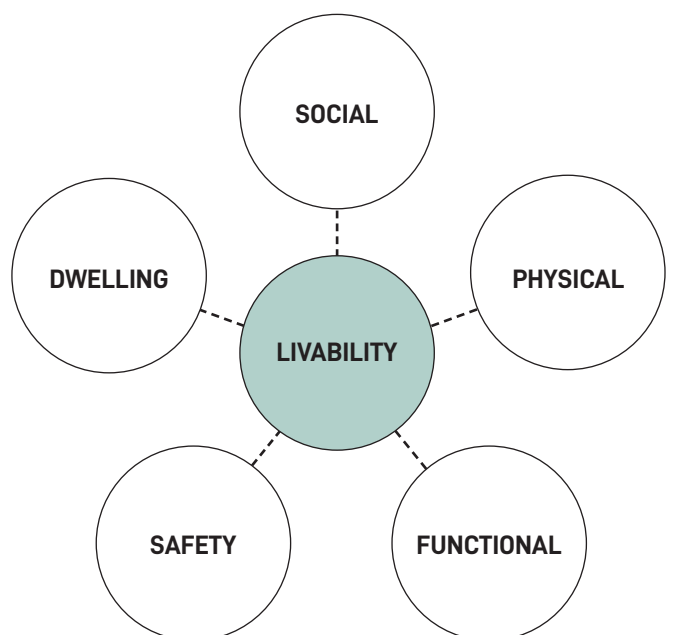 SOCIAL
DWELLING
PHYSICAL
LIVABILITY
SAFETY
FUNCTIONAL